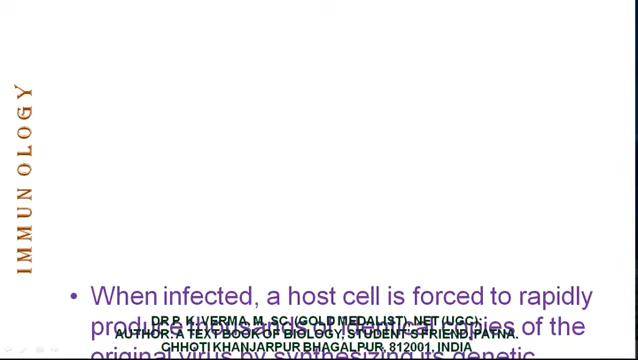 IMMUNOLOGY
• When infected, a host cell is forced to rapidly
produce thousands of identical copies of the
original virus by synthesizing its genetic
DR P. K. VERMA, M. SC. (GOLD MEDALIST), NET (UGC);
AUTHOR, A TEXTBOOK OF BIOLOGY, STUDENT'S FRIEND, PATNA.
GHHOTI KHANJARPUR BHAGALPUR, 812001, INDIA